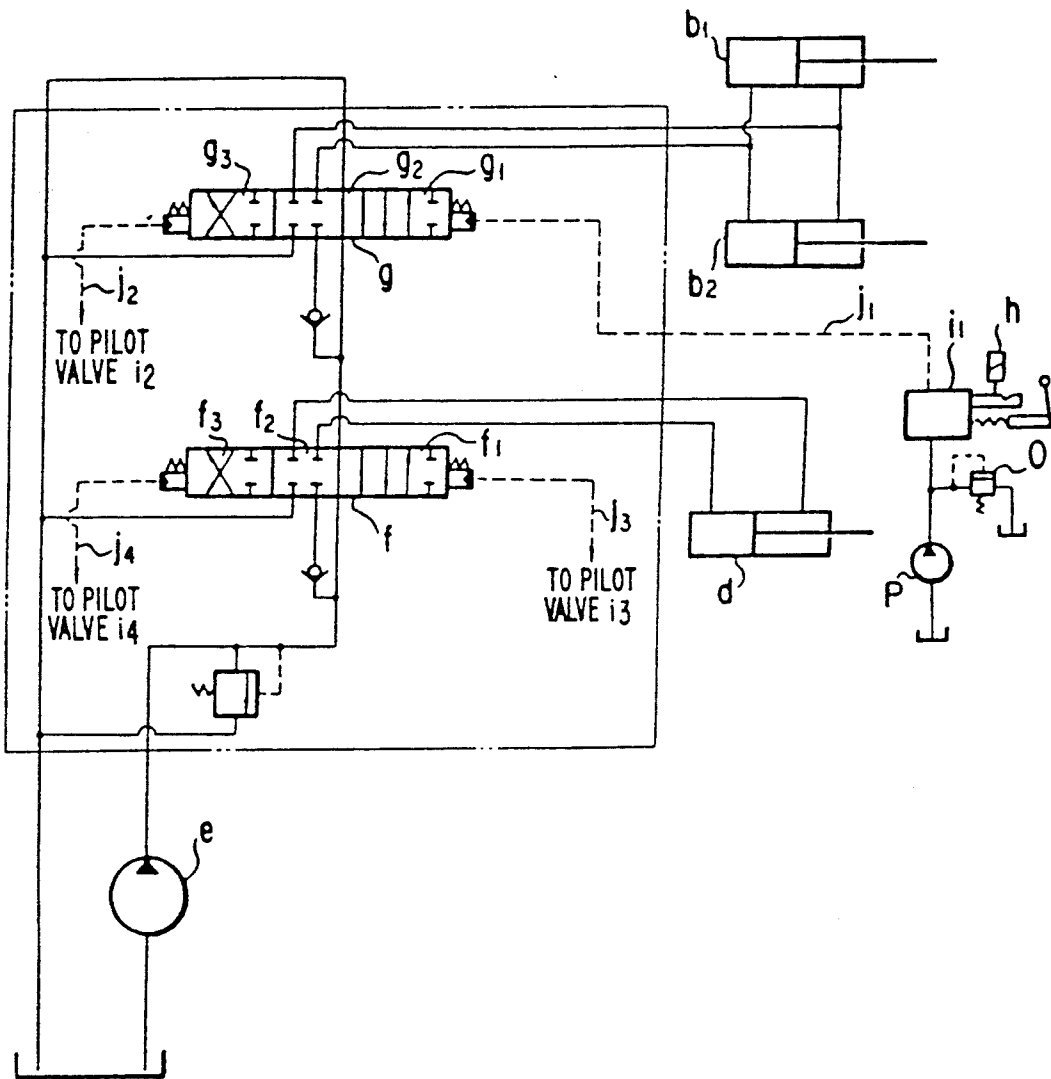 b1
g3
g2
g1
g
j2
TO PILOT
VALVE i2
b2
j1
h
i1
f3
f2
f1
O
j4
f
j3
TO PILOT
VALVE i4
TO PILOT
VALVE i3
d
P
e